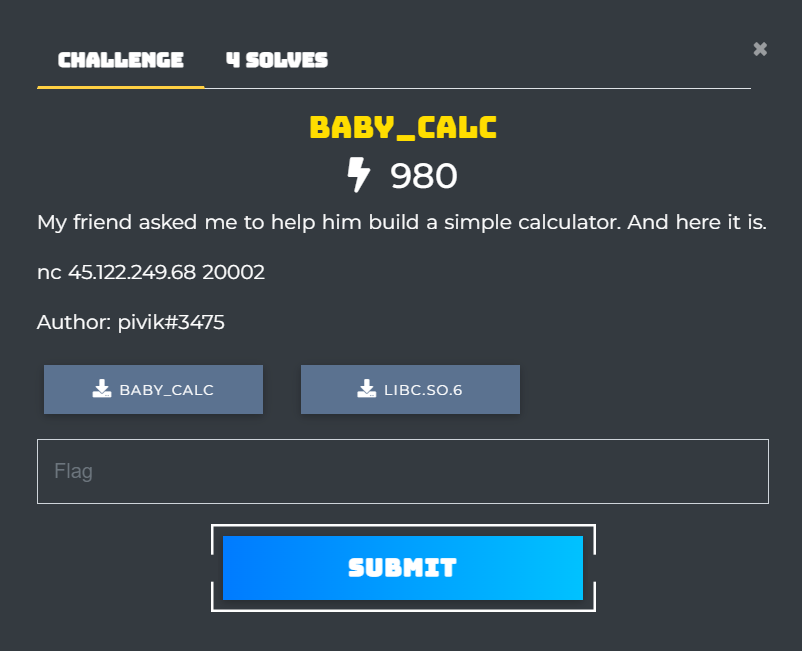 CHALLENGE
4 SOLVES
BABY_CALC
980
My friend asked me to help him build a simple calculator. And here it is.
nc 45.122.249.68 20002
Author: pivik#3475
BABY_CALC
LIBC.SO.6
Flag
SUBMIT